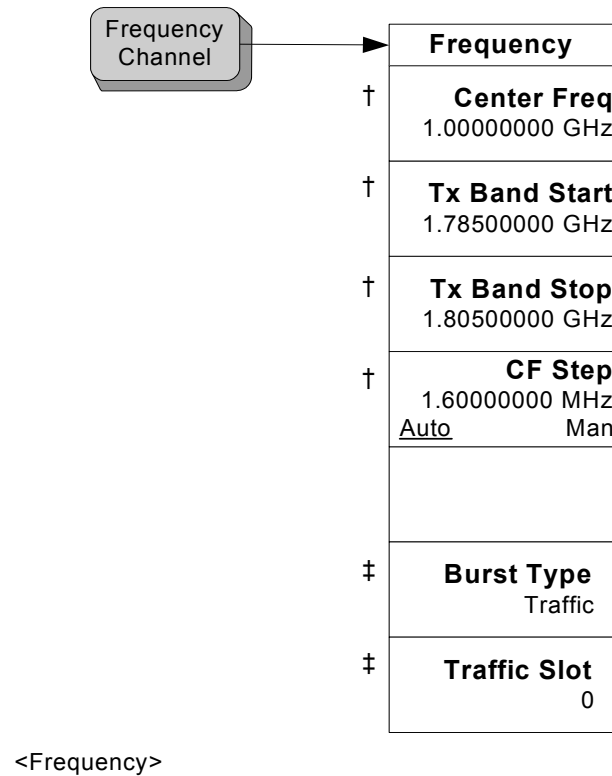 Frequency
Channel
Frequency
† Center Freq
1.00000000 GHz
† Tx Band Start
1.78500000 GHz
† Tx Band Stop
1.80500000 GHz
† CF Step
1.60000000 MHz
Auto Man
‡ Burst Type
Traffic
‡ Traffic Slot
0
<Frequency>